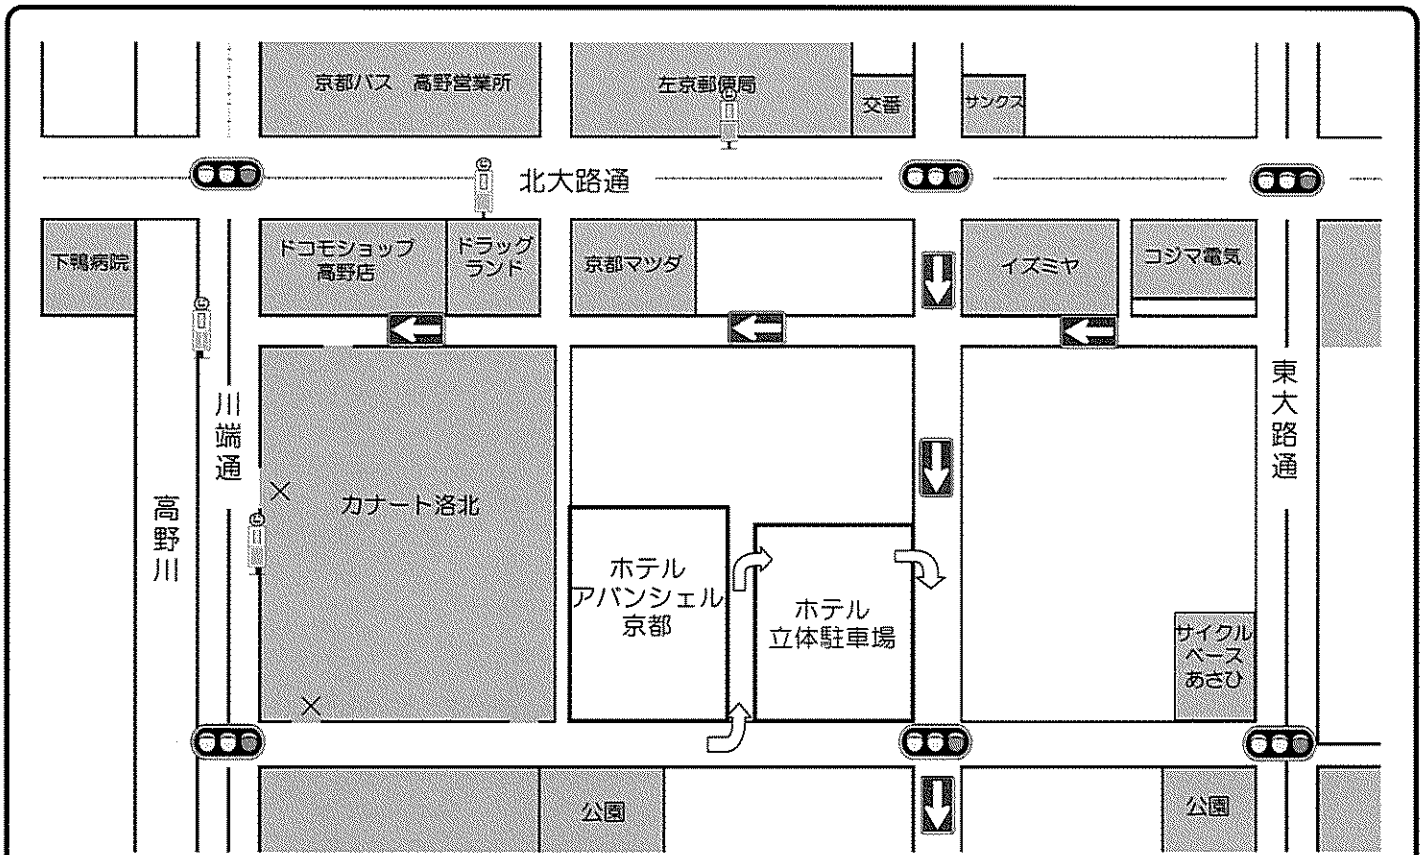 京都バス 高野営業所
左京郵便局
交番
サンクス
北大路通
下鴨病院
ドコモショップ
高野店
ドラッグ
ランド
京都マツダ
イズミヤ
コジマ電気
川端通
東大路通
高野川
カナート洛北
ホテル
アバンシェル
京都
ホテル
立体駐車場
サイクル
ベース
あさひ
公園
公園